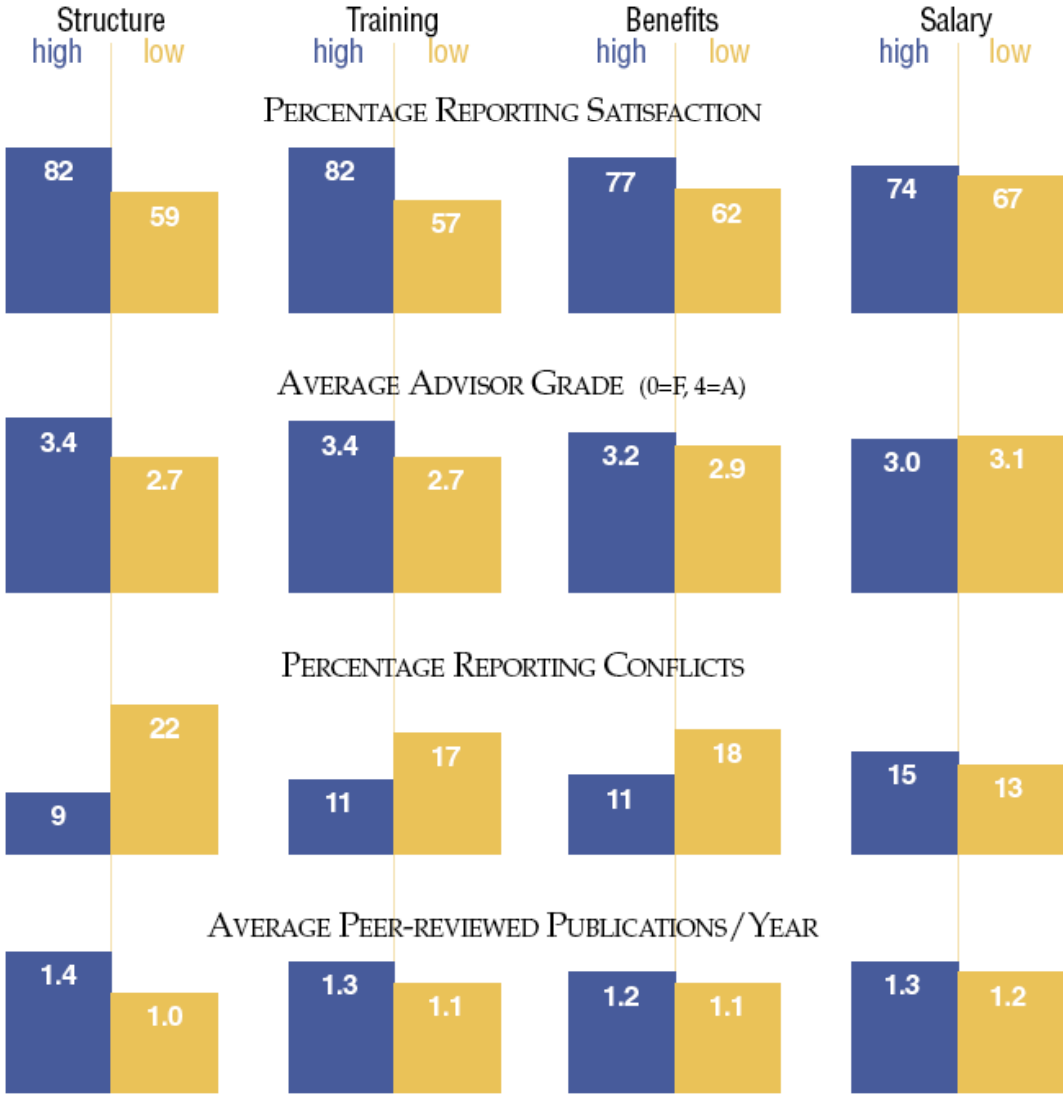 Structure Training Benefits Salary
high low high low high low high low
Percentage Reporting Satisfaction
82 59 82 57 77 62 74 67
Average Advisor Grade (0=F, 4=A)
3.4 2.7 3.4 2.7 3.2 2.9 3.0 3.1
Percentage Reporting Conflicts
9 22 11 17 11 18 15 13
Average Peer-reviewed Publications/Year
1.4 1.0 1.3 1.1 1.2 1.1 1.3 1.2